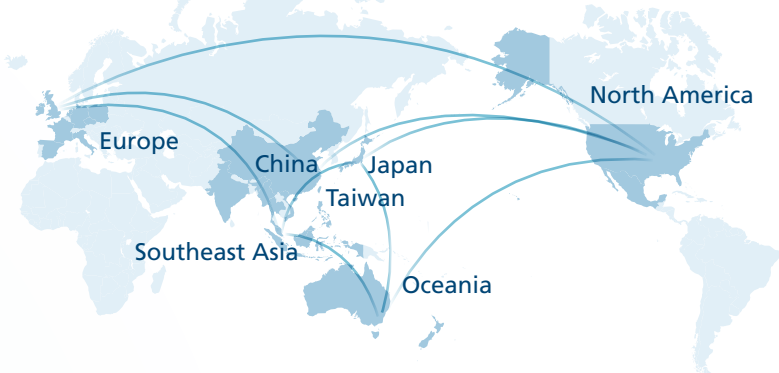 North America
Europe
China
Japan
Taiwan
Southeast Asia
Oceania